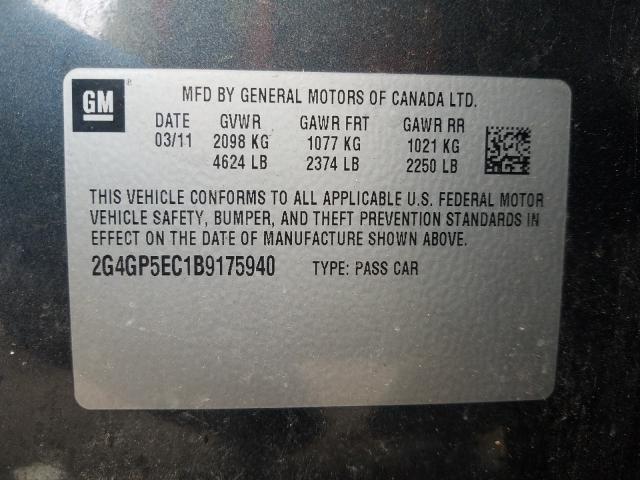 GM ®
MFD BY GENERAL MOTORS OF CANADA LTD.
DATE GVWR GAWR FRT GAWR RR
03/11 2098 KG 1077 KG 1021 KG
4624 LB 2374 LB 2250 LB
THIS VEHICLE CONFORMS TO ALL APPLICABLE U.S. FEDERAL MOTOR
VEHICLE SAFETY, BUMPER, AND THEFT PREVENTION STANDARDS IN
EFFECT ON THE DATE OF MANUFACTURE SHOWN ABOVE.
2G4GP5EC1B9175940 TYPE: PASS CAR